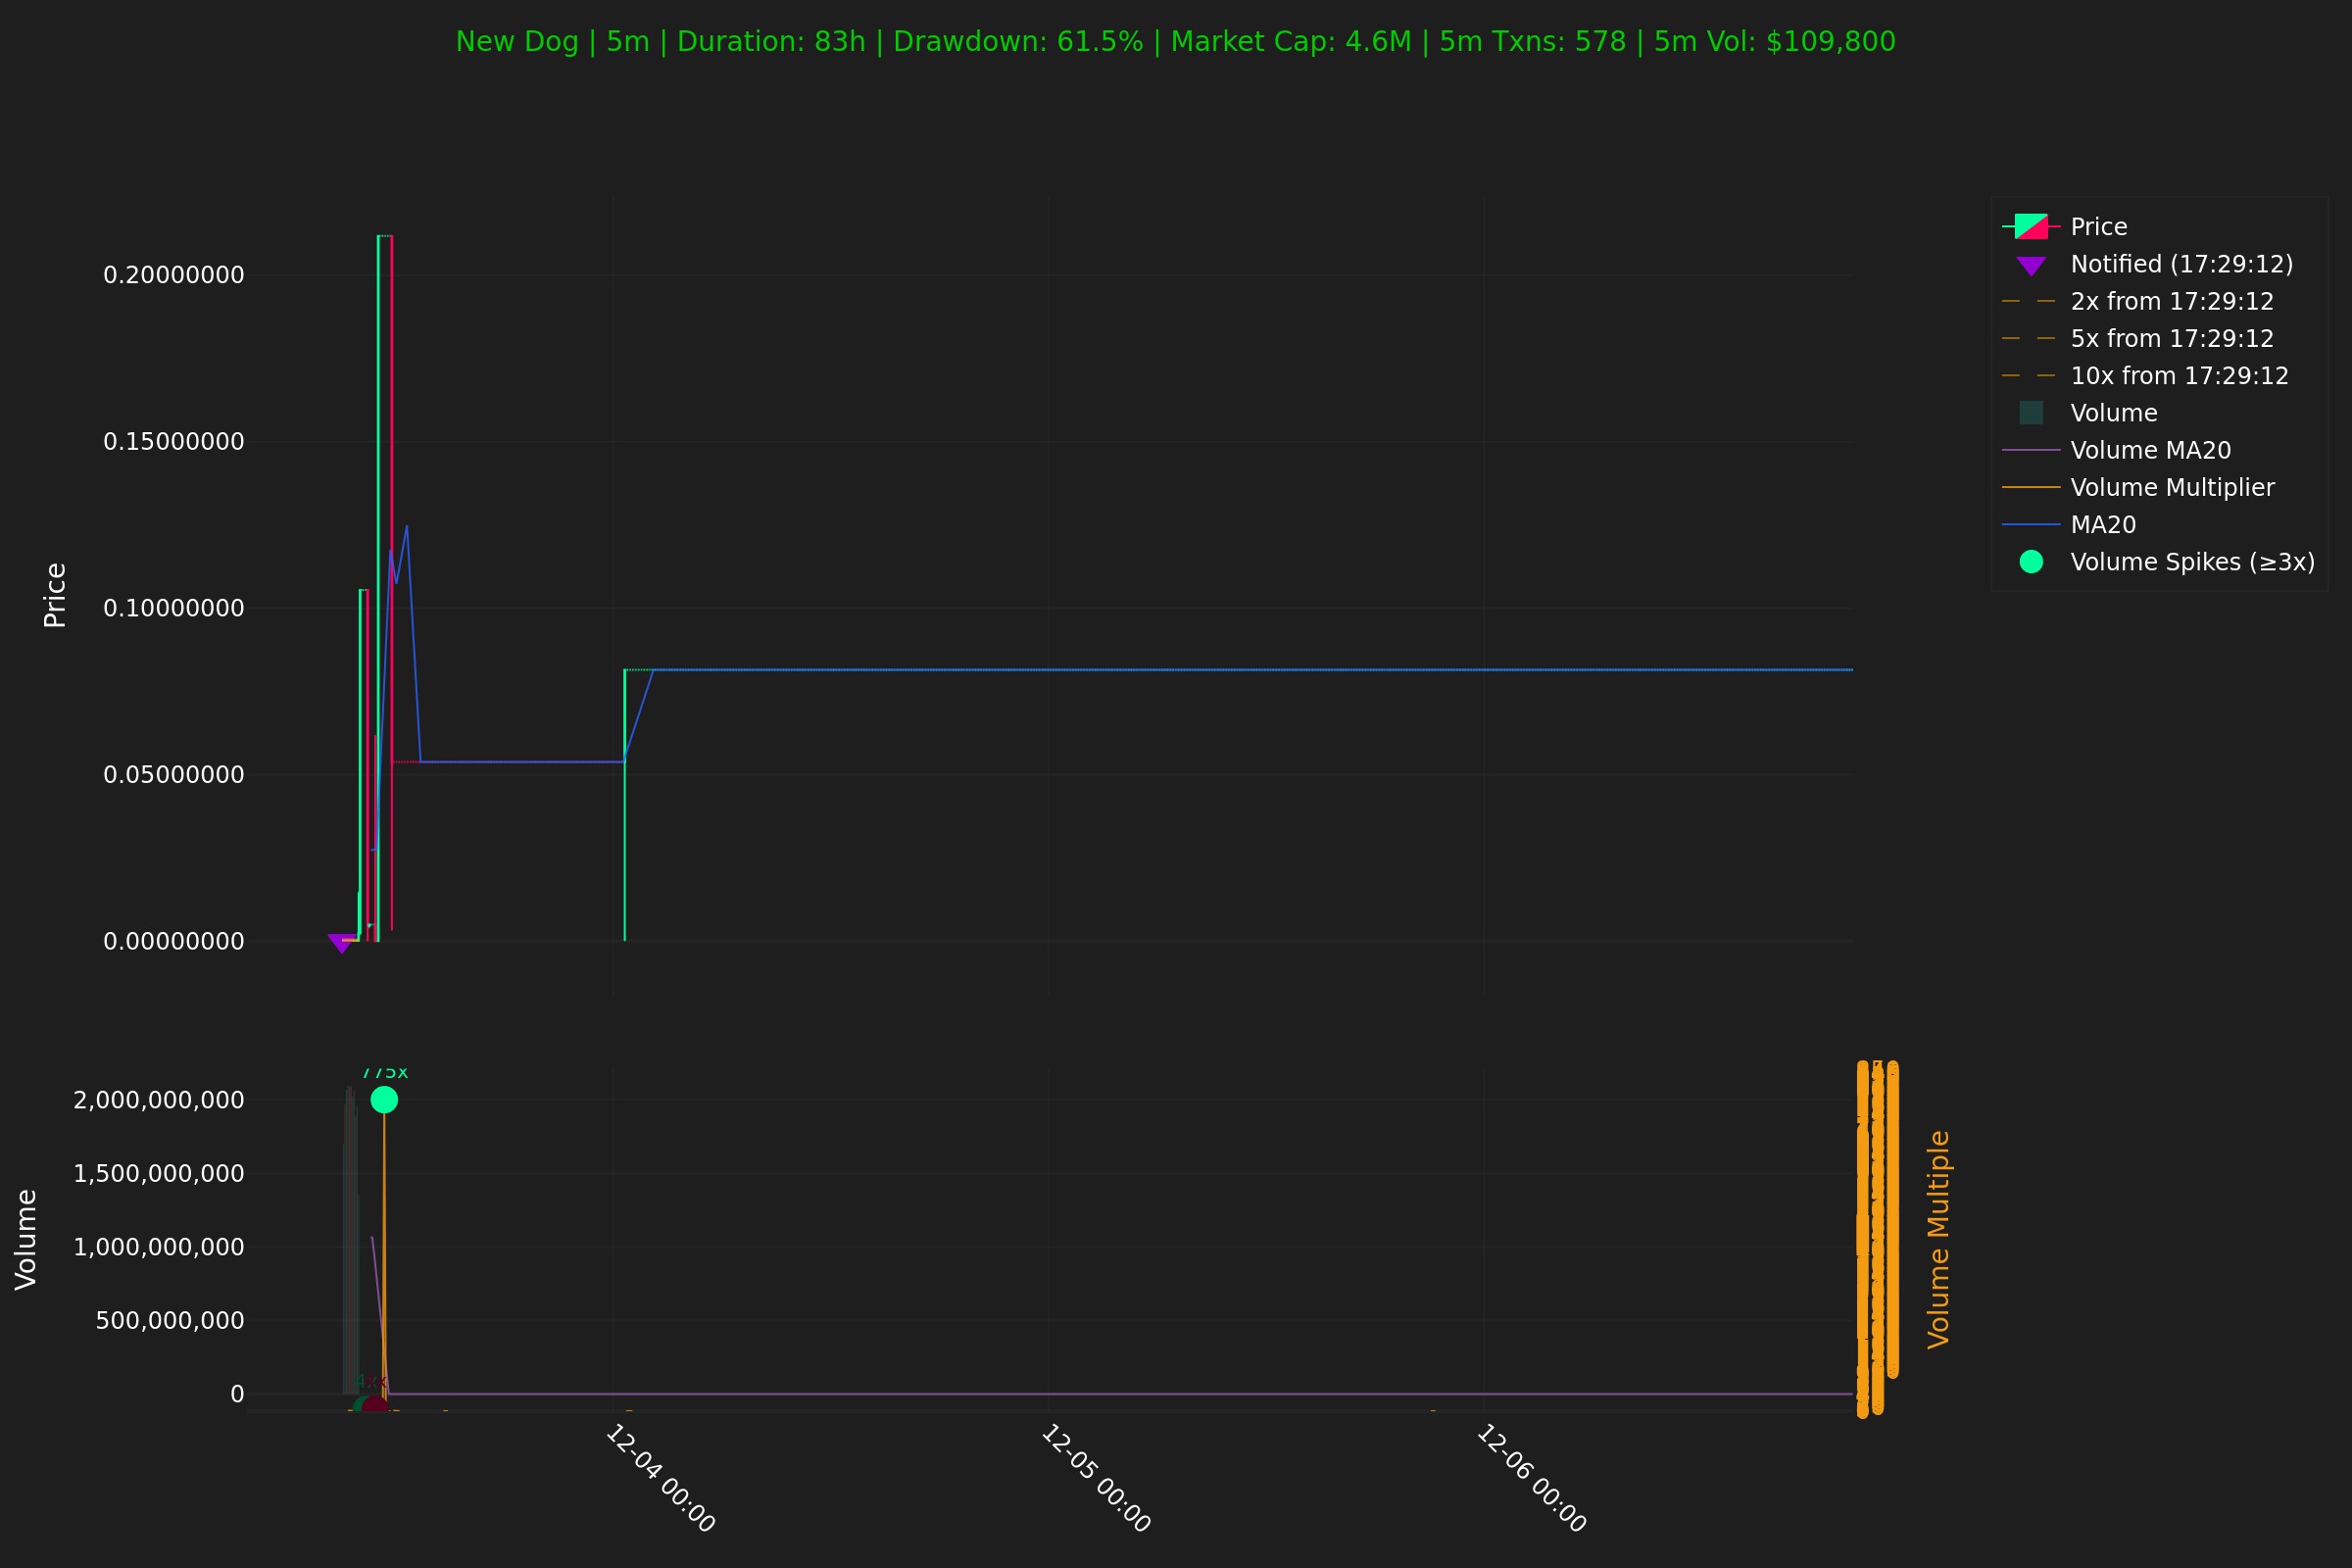 New Dog | 5m | Duration: 83h | Drawdown: 61.5% | Market Cap: 4.6M | 5m Txns: 578 | 5m Vol: $109,800
Price
0.20000000
0.15000000
0.10000000
0.05000000
0.00000000
Price
Notified (17:29:12)
2x from 17:29:12
5x from 17:29:12
10x from 17:29:12
Volume
Volume MA20
Volume Multiplier
MA20
Volume Spikes (≥3x)
Volume
2,000,000,000
1,500,000,000
1,000,000,000
500,000,000
0
775x
Volume Multiple
12-04 00:00
12-05 00:00
12-06 00:00